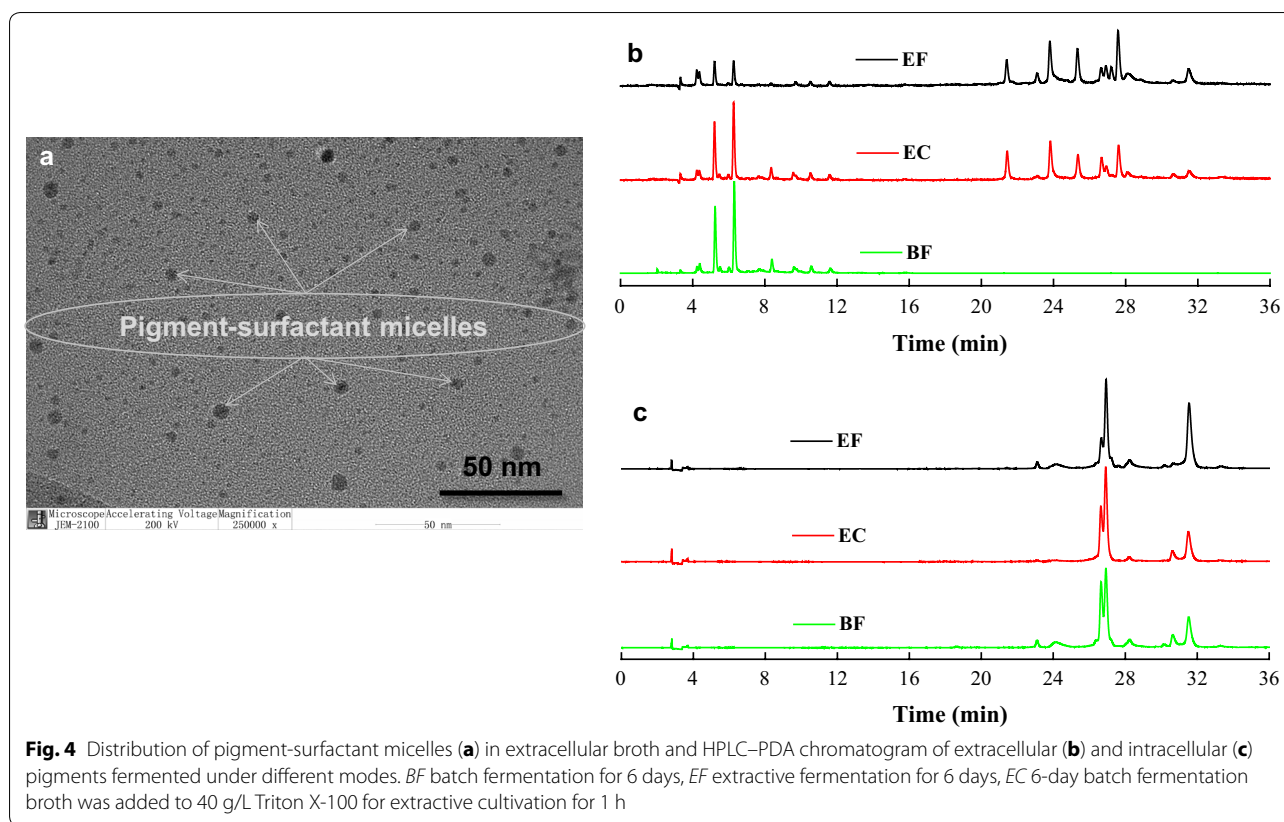 a
Pigment-surfactant micelles
50 nm
Microscope Accelerating Voltage Magnification
JEM-2100 200 kV 250000 x 50 nm
b
EF
EC
BF
0 4 8 12 16 20 24 28 32 36
Time (min)
c
EF
EC
BF
0 4 8 12 16 20 24 28 32 36
Time (min)
Fig. 4 Distribution of pigment-surfactant micelles (a) in extracellular broth and HPLC–PDA chromatogram of extracellular (b) and intracellular (c)
pigments fermented under different modes. BF batch fermentation for 6 days, EF extractive fermentation for 6 days, EC 6-day batch fermentation
broth was added to 40 g/L Triton X-100 for extractive cultivation for 1 h